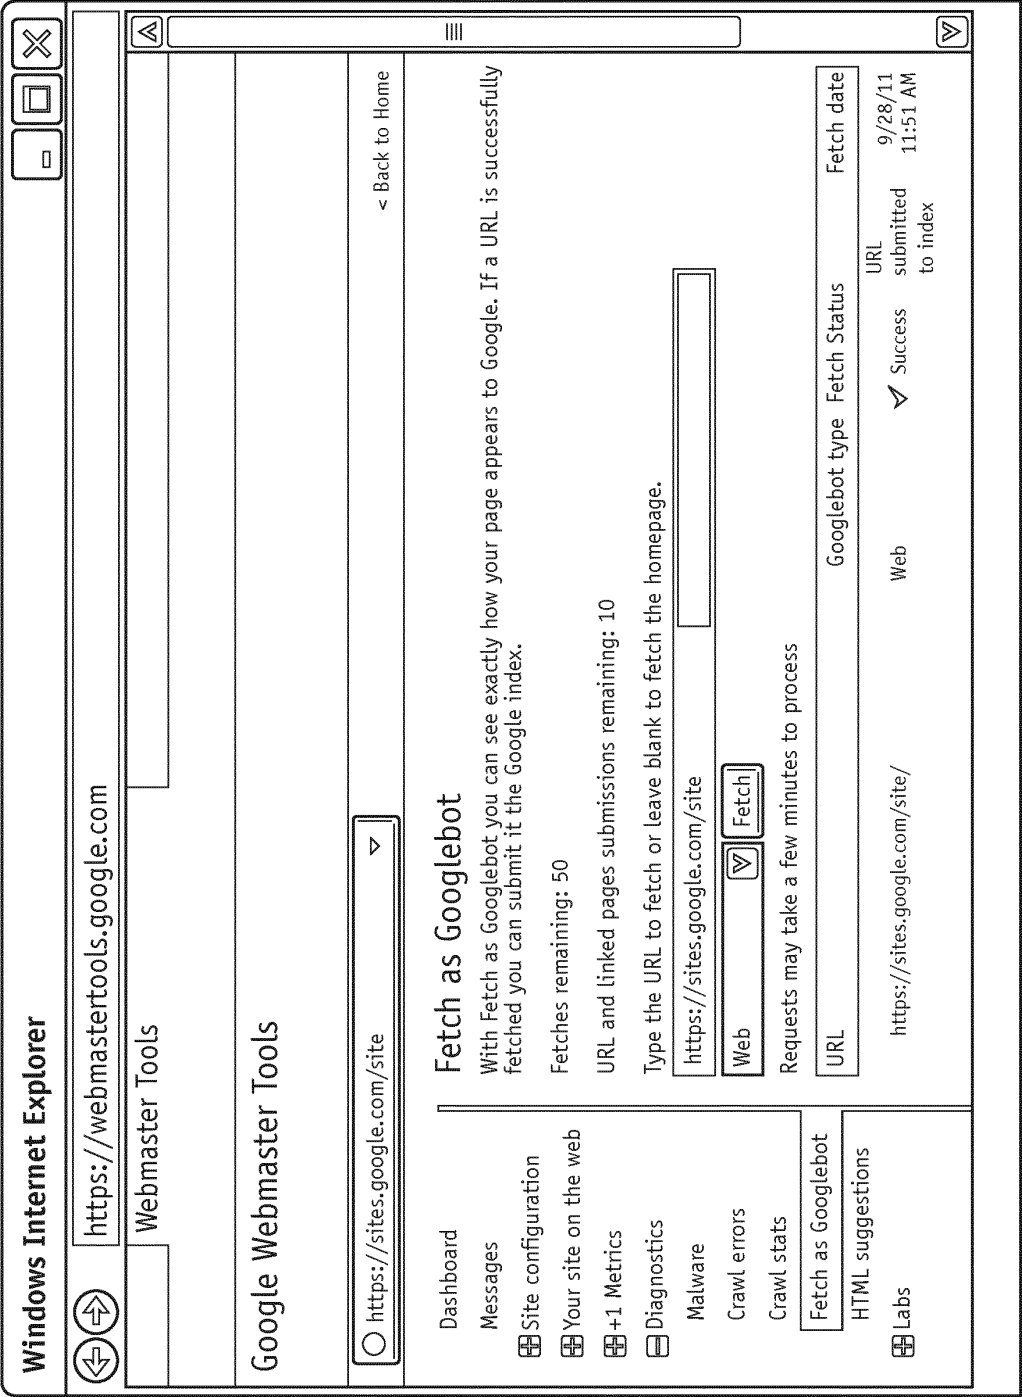 Windows Internet Explorer
https://webmastertools.google.com
Webmaster Tools
Google Webmaster Tools
https://sites.google.com/site
< Back to Home
Dashboard
Messages
Site configuration
Your site on the web
+1 Metrics
Diagnostics
Malware
Crawl errors
Crawl stats
Fetch as Googlebot
HTML suggestions
Labs
Fetch as Googlebot
With Fetch as Googlebot you can see exactly how your page appears to Google. If a URL is successfully
fetched you can submit it the Google index.
Fetches remaining: 50
URL and linked pages submissions remaining: 10
Type the URL to fetch or leave blank to fetch the homepage.
https://sites.google.com/site
Web Fetch
Requests may take a few minutes to process
URL Googlebot type Fetch Status Fetch date
https://sites.google.com/site/ Web Success
URL
submitted
to index
9/28/11
11:51 AM